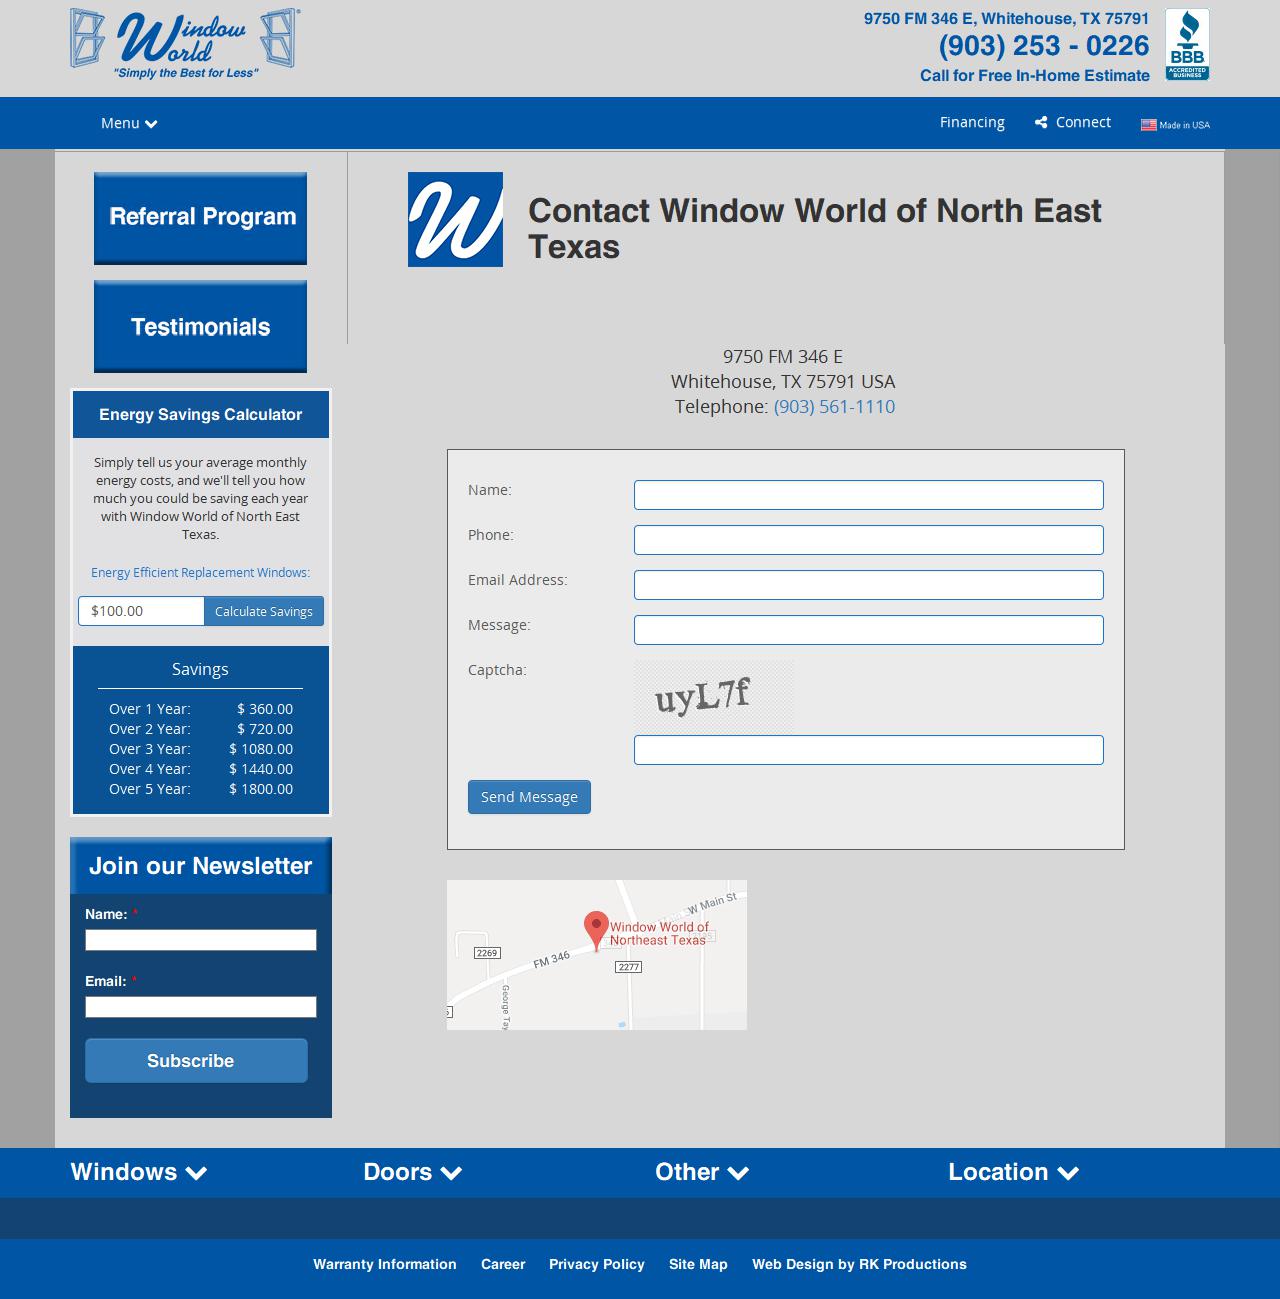 Window World
"Simply the Best for Less"
9750 FM 346 E, Whitehouse, TX 75791
(903) 253 - 0226
Call for Free In-Home Estimate
BBB
ACCREDITED BUSINESS
Menu
Financing
Connect
Made in USA
Referral Program
Testimonials
Energy Savings Calculator
Simply tell us your average monthly
energy costs, and we'll tell you how
much you could be saving each year
with Window World of North East
Texas.
Energy Efficient Replacement Windows:
$100.00
Calculate Savings
Savings
Over 1 Year: $ 360.00
Over 2 Year: $ 720.00
Over 3 Year: $ 1080.00
Over 4 Year: $ 1440.00
Over 5 Year: $ 1800.00
Join our Newsletter
Name: *
Email: *
Subscribe
W
Contact Window World of North East
Texas
9750 FM 346 E
Whitehouse, TX 75791 USA
Telephone: (903) 561-1110
Name:
Phone:
Email Address:
Message:
Captcha:
uyL7f
Send Message
W Main St
Window World of
Northeast Texas
2269
FM 346
2277
George Tay
Windows
Doors
Other
Location
Warranty Information
Career
Privacy Policy
Site Map
Web Design by RK Productions